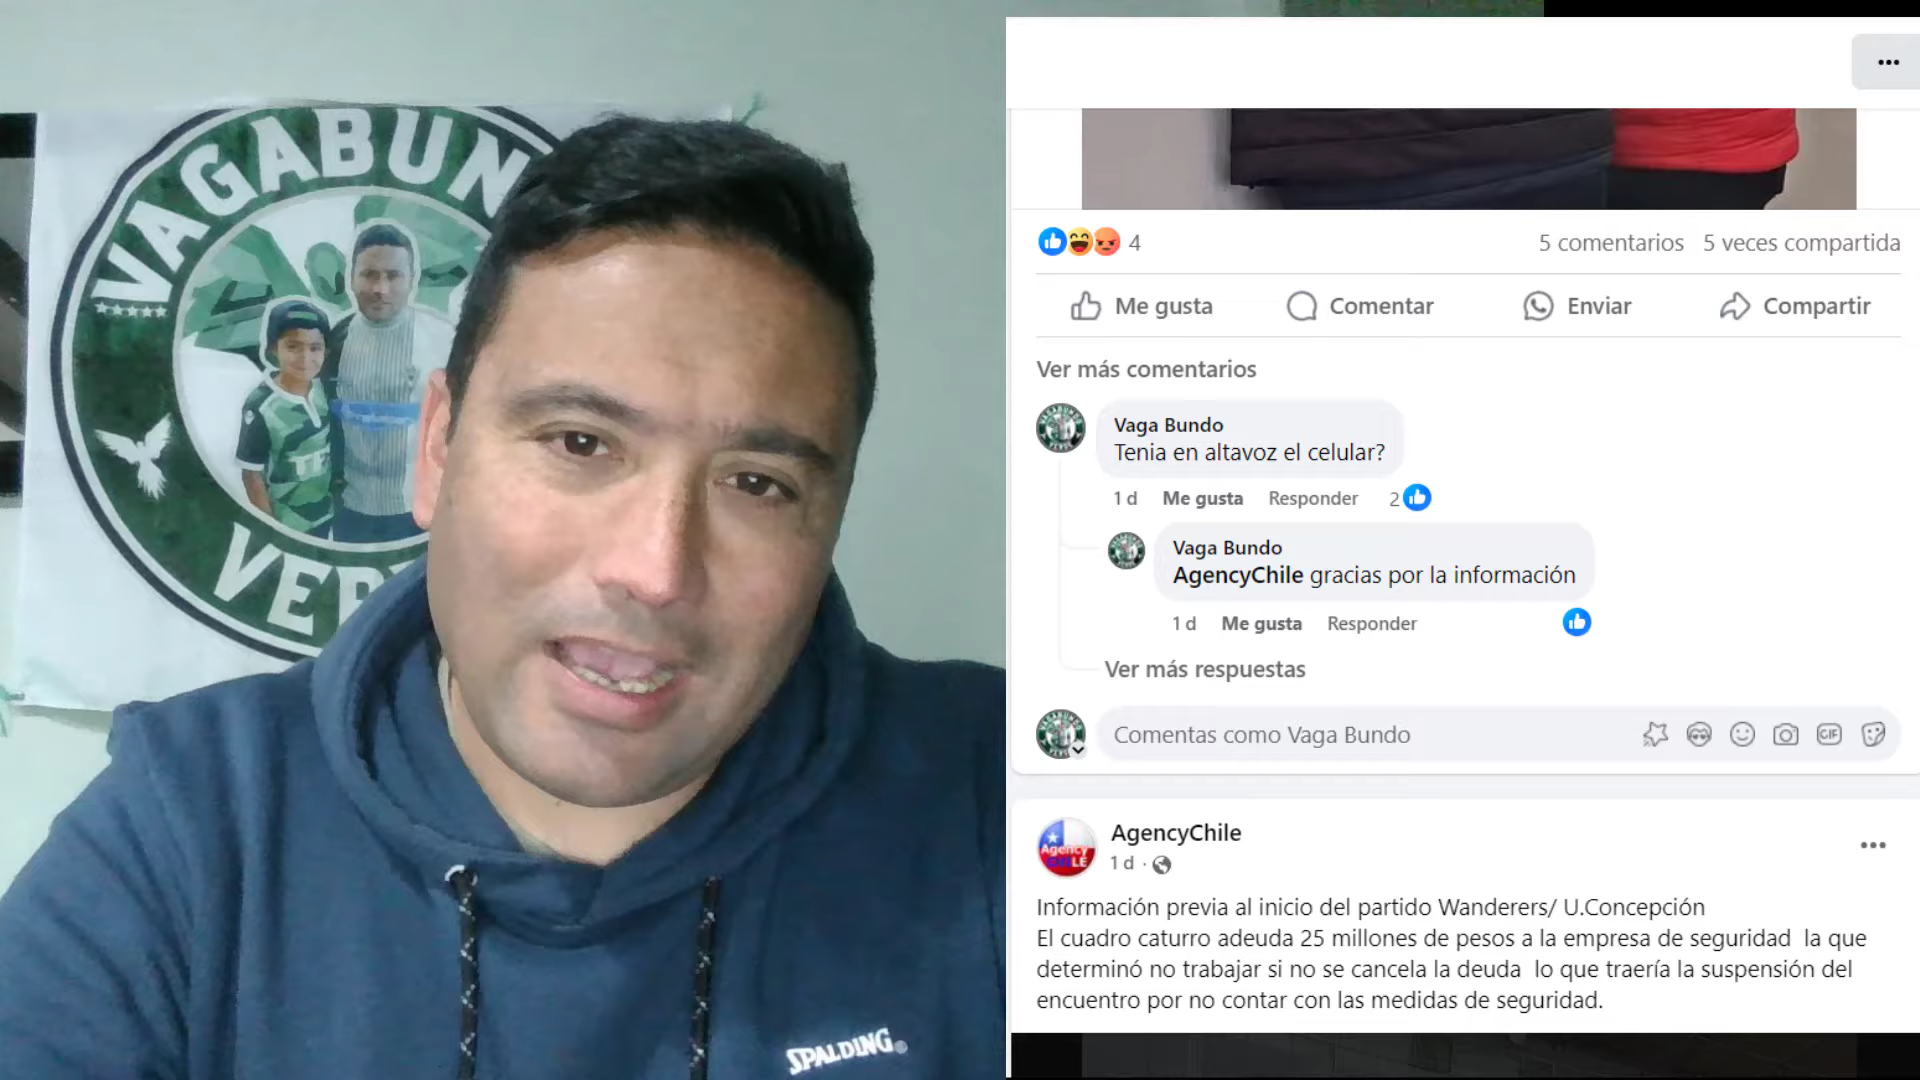 VAGABUN
VER
TF
SPALDING
4
5 comentarios 5 veces compartida
Me gusta Comentar Enviar Compartir
Ver más comentarios
Vaga Bundo
Tenia en altavoz el celular?
1 d Me gusta Responder 2
Vaga Bundo
AgencyChile gracias por la información
1 d Me gusta Responder
Ver más respuestas
Comentas como Vaga Bundo
GIF
Agency
CHILE
AgencyChile
1 d
Información previa al inicio del partido Wanderers/ U.Concepción
El cuadro caturro adeuda 25 millones de pesos a la empresa de seguridad la que
determinó no trabajar si no se cancela la deuda lo que traería la suspensión del
encuentro por no contar con las medidas de seguridad.